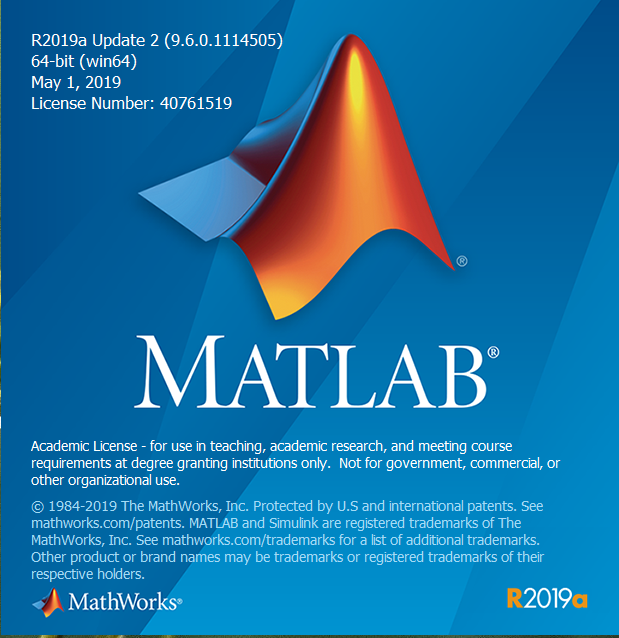 R2019a Update 2 (9.6.0.1114505)
64-bit (win64)
May 1, 2019
License Number: 40761519
®
MATLAB®
Academic License - for use in teaching, academic research, and meeting course
requirements at degree granting institutions only.  Not for government, commercial, or
other organizational use.
© 1984-2019 The MathWorks, Inc. Protected by U.S and international patents. See
mathworks.com/patents. MATLAB and Simulink are registered trademarks of The
MathWorks, Inc. See mathworks.com/trademarks for a list of additional trademarks.
Other product or brand names may be trademarks or registered trademarks of their
respective holders.
MathWorks® R2019a